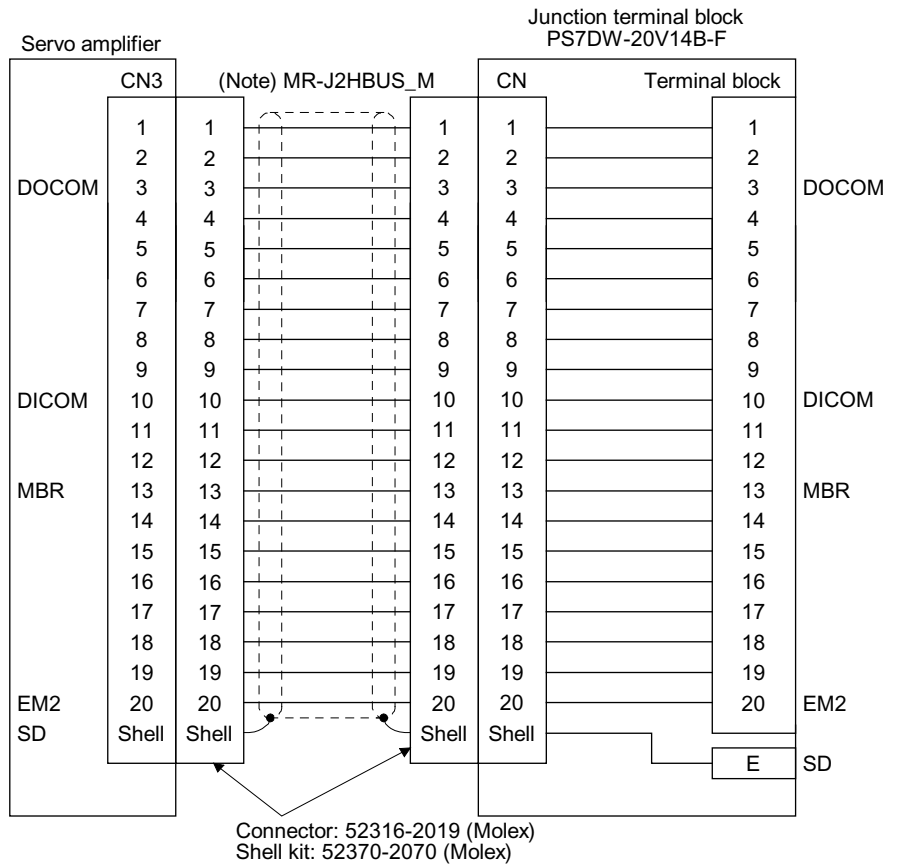 Junction terminal block
PS7DW-20V14B-F
Servo amplifier
CN3 (Note) MR-J2HBUS_M CN Terminal block
1 1 1 1 1
2 2 2 2 2
DOCOM 3 3 3 3 3 DOCOM
4 4 4 4 4
5 5 5 5 5
6 6 6 6 6
7 7 7 7 7
8 8 8 8 8
9 9 9 9 9
DICOM 10 10 10 10 10 DICOM
11 11 11 11 11
12 12 12 12 12
MBR 13 13 13 13 13 MBR
14 14 14 14 14
15 15 15 15 15
16 16 16 16 16
17 17 17 17 17
18 18 18 18 18
19 19 19 19 19
EM2 20 20 20 20 20 EM2
SD Shell Shell Shell Shell
E SD
Connector: 52316-2019 (Molex)
Shell kit: 52370-2070 (Molex)